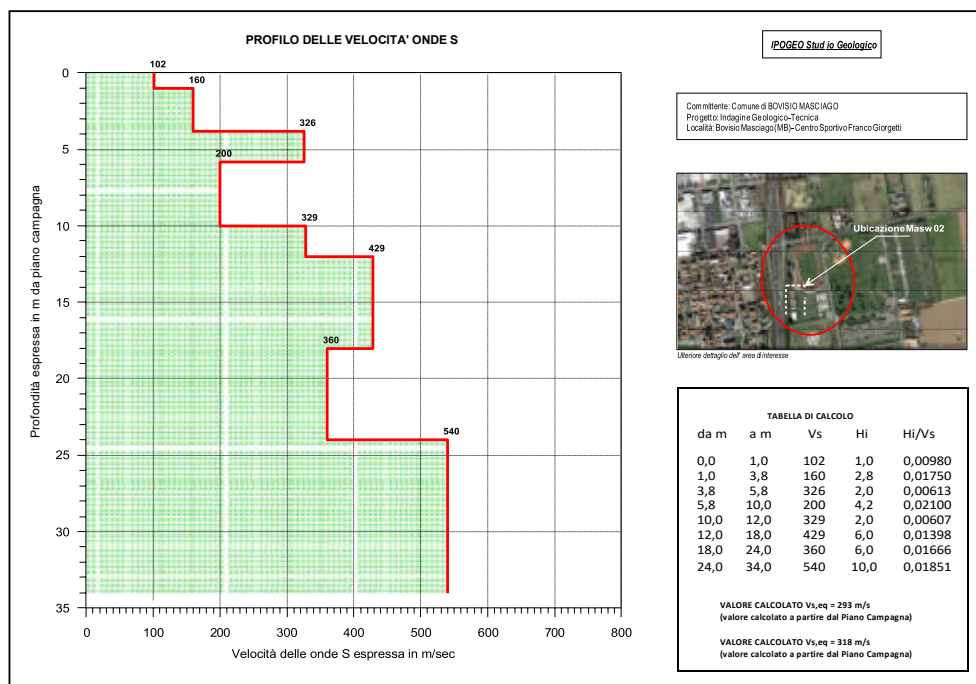 PROFILO DELLE VELOCITA' ONDE S
IPOGEO Stud io Geologico
Committente: Comune di BOVISIO MASCIAGO
Progetto: Indagine Geologico-Tecnica
Località: Bovisio Masciago (MB)-Centro Sportivo Franco Giorgetti
Ubicazione Masw 02
Ulteriore dettaglio dell' area di interesse
102
160
326
200
329
429
360
540
0
5
10
15
20
25
30
35
Profondità espressa in m da piano campagna
0 100 200 300 400 500 600 700 800
Velocità delle onde S espressa in m/sec
TABELLA DI CALCOLO
da m a m Vs Hi Hi/Vs
0,0 1,0 102 1,0 0,00980
1,0 3,8 160 2,8 0,01750
3,8 5,8 326 2,0 0,00613
5,8 10,0 200 4,2 0,02100
10,0 12,0 329 2,0 0,00607
12,0 18,0 429 6,0 0,01398
18,0 24,0 360 6,0 0,01666
24,0 34,0 540 10,0 0,01851
VALORE CALCOLATO Vs,eq = 293 m/s
(valore calcolato a partire dal Piano Campagna)
VALORE CALCOLATO Vs,eq = 318 m/s
(valore calcolato a partire dal Piano Campagna)